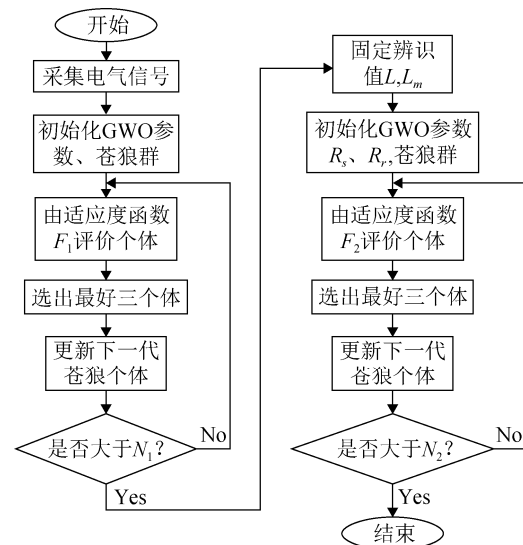 开始
采集电气信号
初始化GWO参
数、苍狼群
由适应度函数
F₁评价个体
选出最好三个体
更新下一代
苍狼个体
是否大于N₁？
No
Yes
固定辨识
值L,Lₘ
初始化GWO参数
Rₛ、Rᵣ,苍狼群
由适应度函数
F₂评价个体
选出最好三个体
更新下一代
苍狼个体
是否大于N₂？
No
Yes
结束